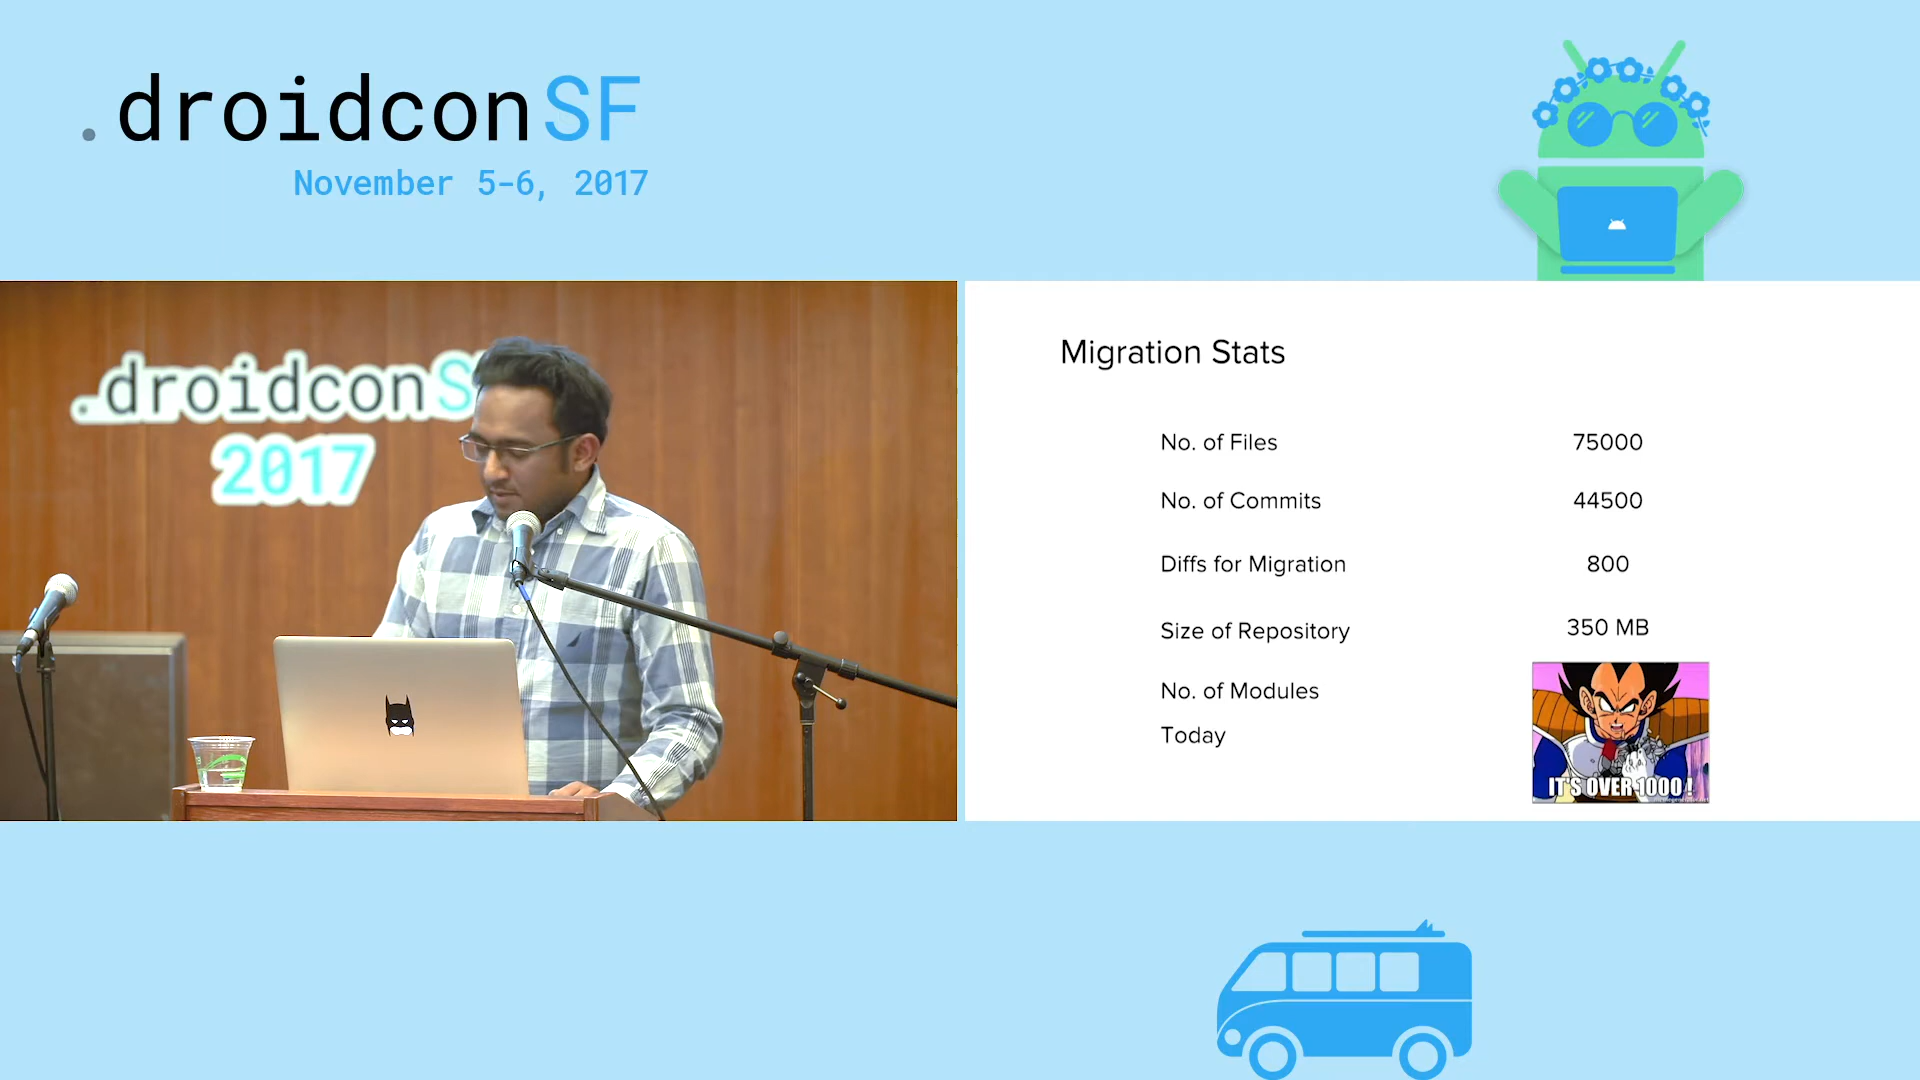 .droidconSF
November 5-6, 2017
.droidconS
2017
Migration Stats
No. of Files 75000
No. of Commits 44500
Diffs for Migration 800
Size of Repository 350 MB
No. of Modules
Today
IT'S OVER 1000!